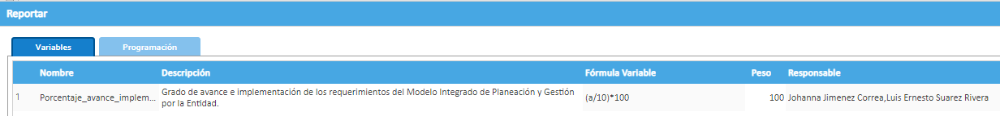 Reportar
Variables Programación
Nombre Descripción Fórmula Variable Peso Responsable
1 Porcentaje_avance_implem... Grado de avance e implementación de los requerimientos del Modelo Integrado de Planeación y Gestión (a/10)*100 100 Johanna Jimenez Correa,Luis Ernesto Suarez Rivera
por la Entidad.